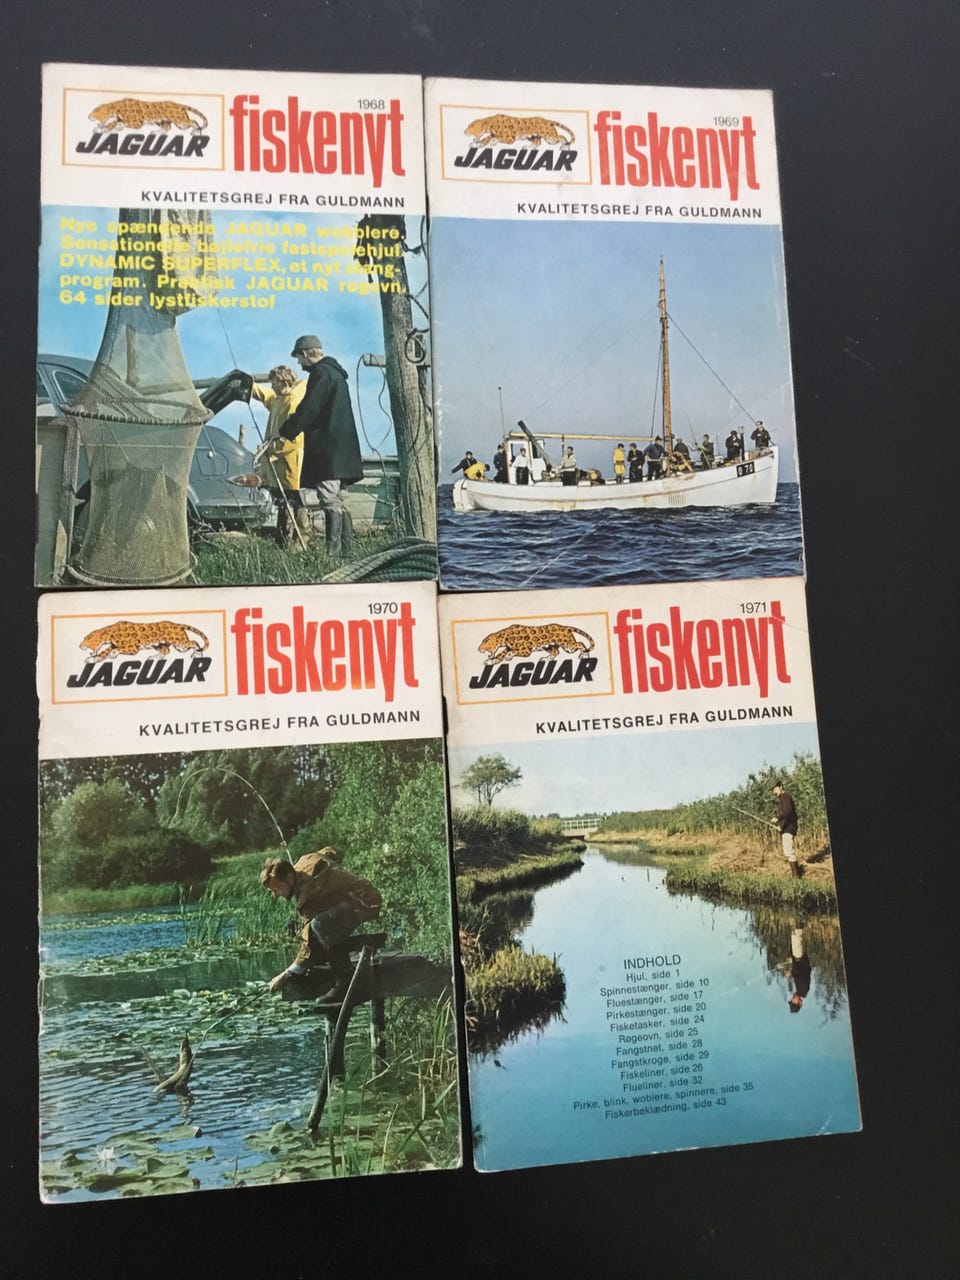 JAGUAR
fiskenyt
1968
KVALITETSGREJ FRA GULDMANN
Nye spændende JAGUAR wobblere.
Sensationelle bøjlefrie fastspolehjul.
DYNAMIC SUPERFLEX, et nyt stang-
program. Praktisk JAGUAR røgeovn.
64 sider lystfiskerstof
JAGUAR
fiskenyt
1969
KVALITETSGREJ FRA GULDMANN
O 70
JAGUAR
fiskenyt
1970
KVALITETSGREJ FRA GULDMANN
JAGUAR
fiskenyt
1971
KVALITETSGREJ FRA GULDMANN
INDHOLD
Hjul, side 1
Spinnestænger, side 10
Fluestænger, side 17
Pirkestænger, side 20
Fisketasker, side 24
Røgeovn, side 25
Fangstnet, side 28
Fangstkroge, side 29
Fiskeliner, side 26
Flueliner, side 32
Pirke, blink, woblere, spinnere, side 35
Fiskerbeklædning, side 43